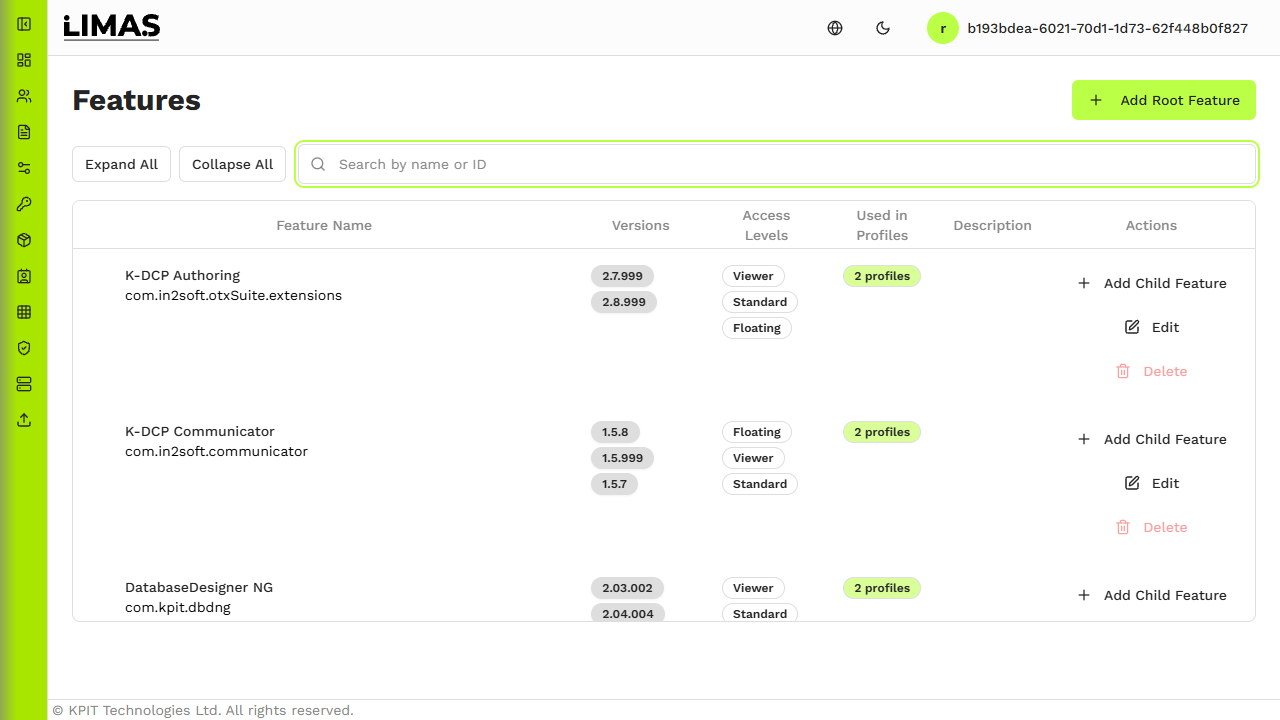 LIMAS
r
b193bdea-6021-70d1-1d73-62f448b0f827
Features
Add Root Feature
Expand All
Collapse All
Search by name or ID
Feature Name
Versions
Access Levels
Used in Profiles
Description
Actions
K-DCP Authoring
com.in2soft.otxSuite.extensions
2.7.999
2.8.999
Viewer
Standard
Floating
2 profiles
Add Child Feature
Edit
Delete
K-DCP Communicator
com.in2soft.communicator
1.5.8
1.5.999
1.5.7
Floating
Viewer
Standard
2 profiles
Add Child Feature
Edit
Delete
DatabaseDesigner NG
com.kpit.dbdng
2.03.002
2.04.004
Viewer
Standard
2 profiles
Add Child Feature
© KPIT Technologies Ltd. All rights reserved.